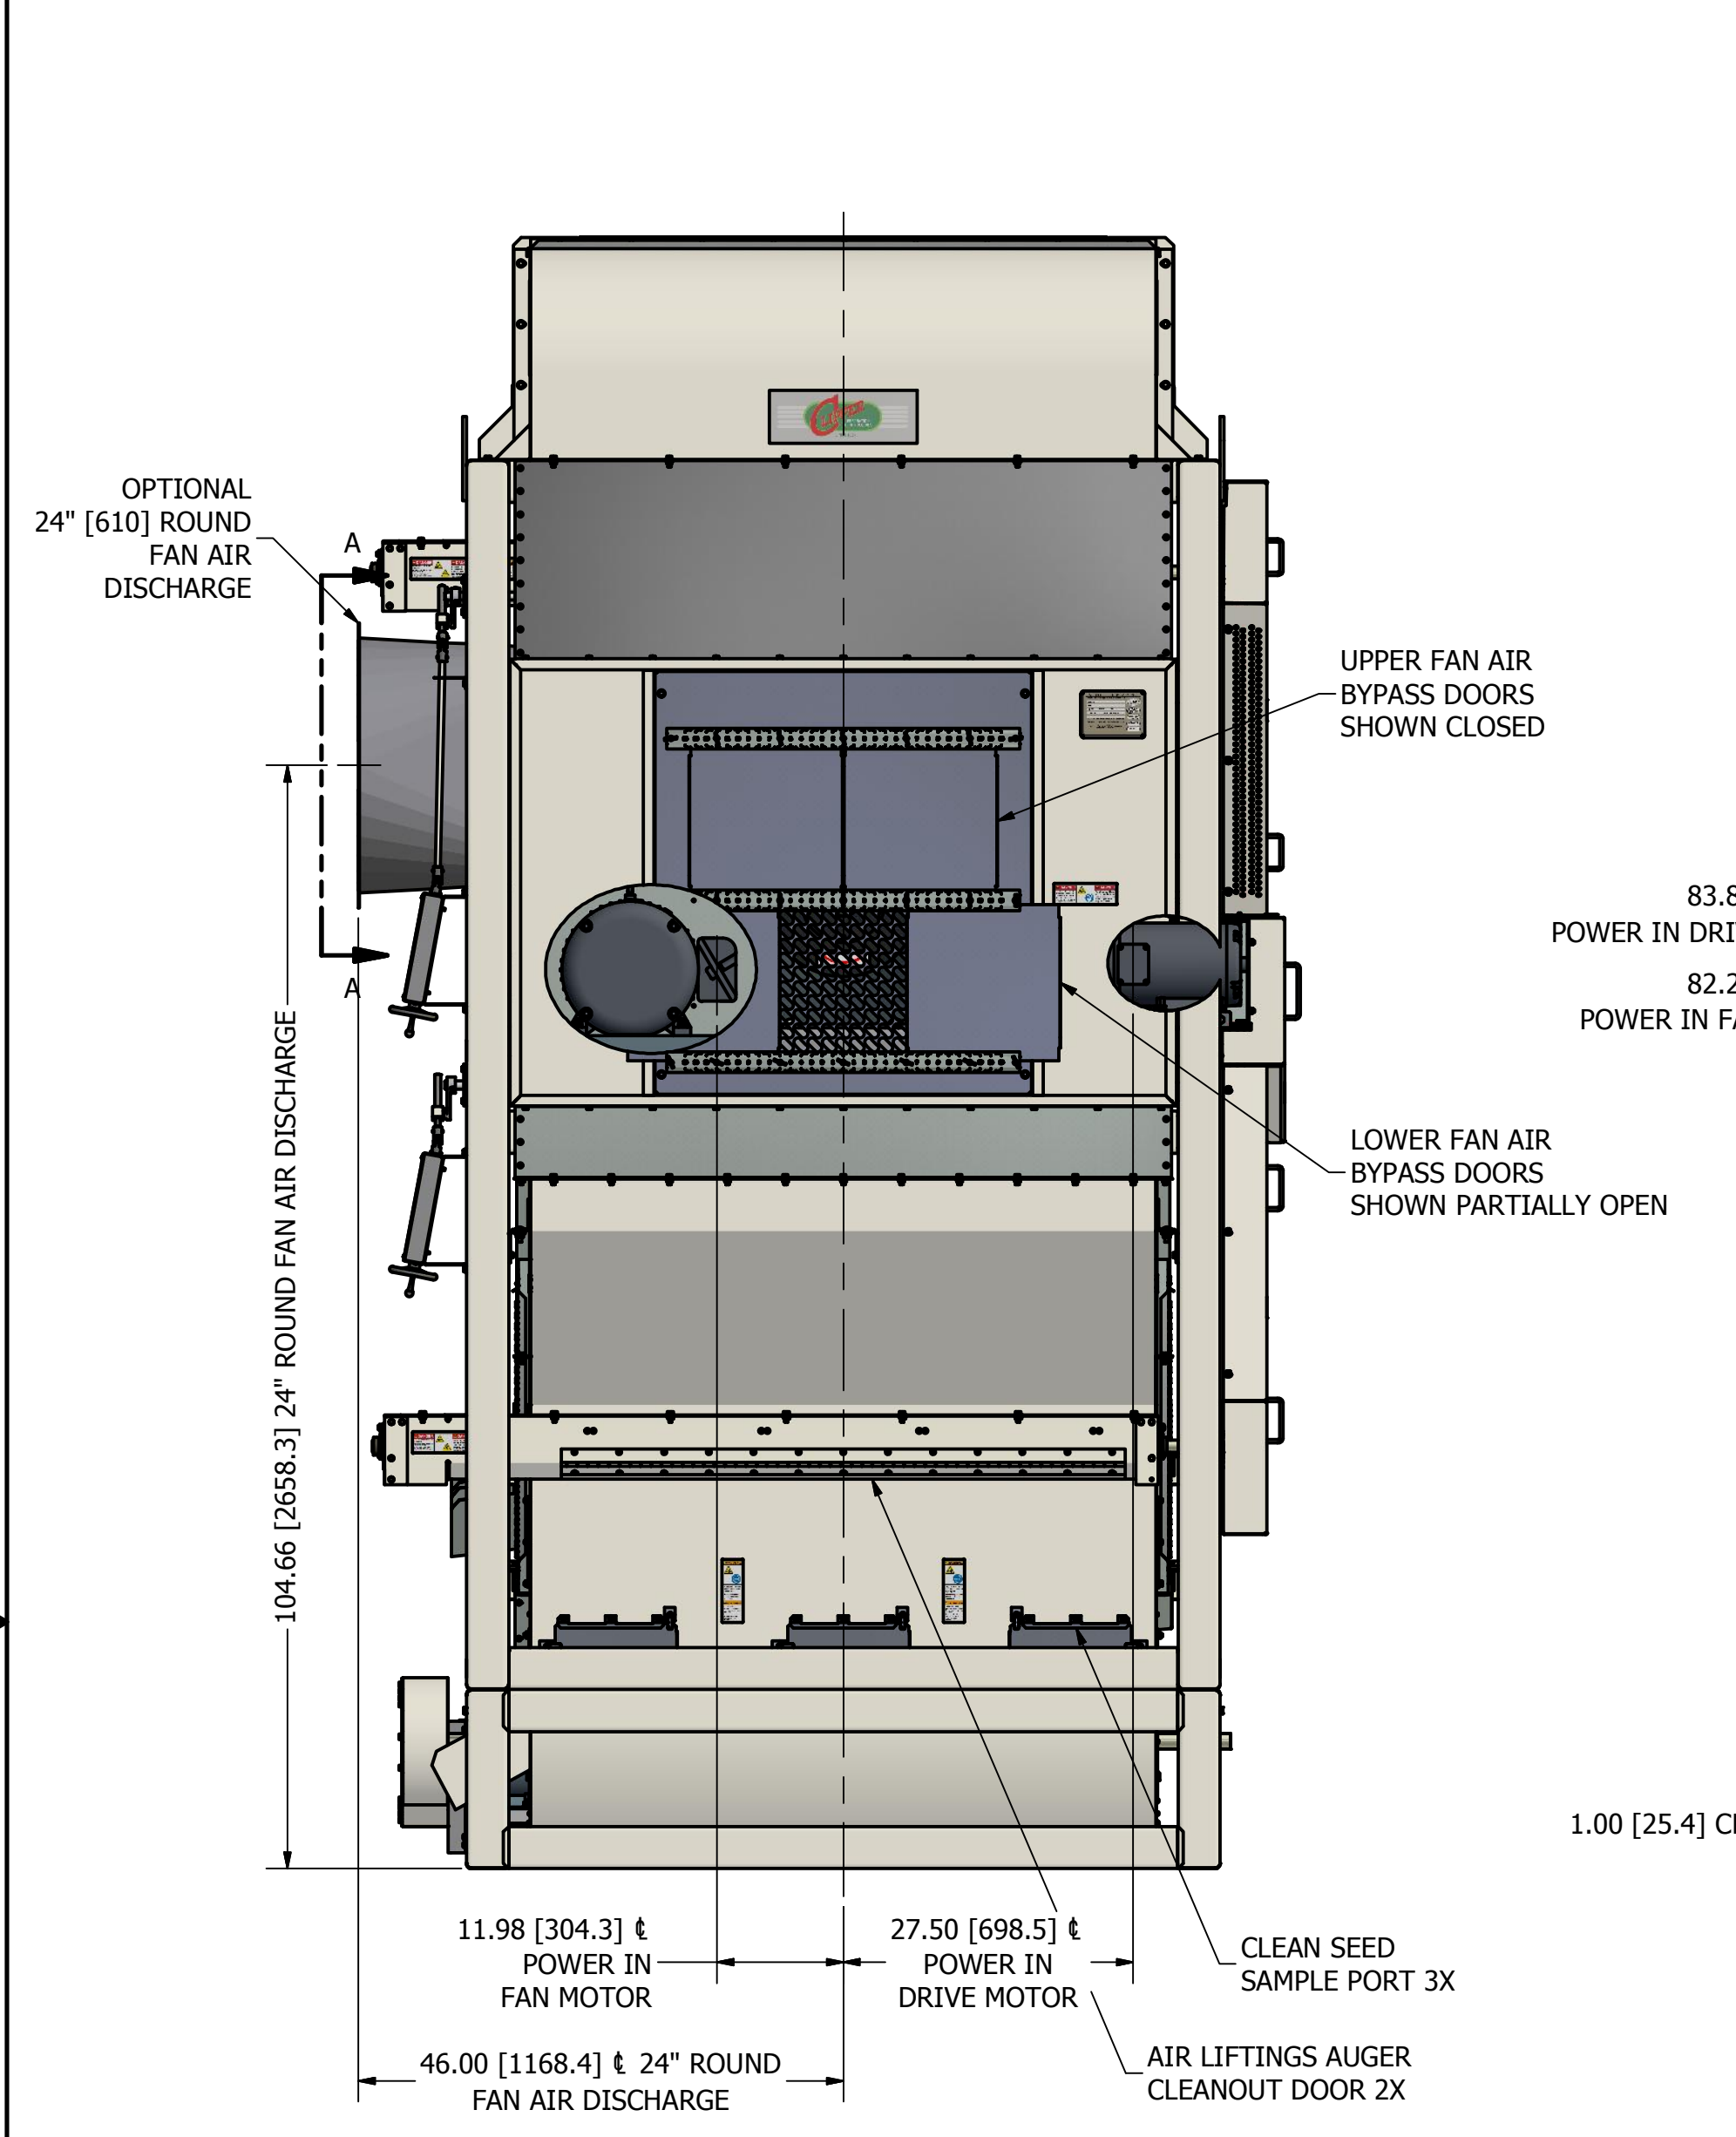 OPTIONAL
24" [610] ROUND
FAN AIR
DISCHARGE
A
A
CLIPPER
UPPER FAN AIR
BYPASS DOORS
SHOWN CLOSED
83.8
POWER IN DRI
82.2
POWER IN FA
LOWER FAN AIR
BYPASS DOORS
SHOWN PARTIALLY OPEN
104.66 [2658.3] 24" ROUND FAN AIR DISCHARGE
1.00 [25.4]
11.98 [304.3] ℄
POWER IN
FAN MOTOR
27.50 [698.5] ℄
POWER IN
DRIVE MOTOR
CLEAN SEED
SAMPLE PORT 3X
46.00 [1168.4] ℄ 24" ROUND
FAN AIR DISCHARGE
AIR LIFTINGS AUGER
CLEANOUT DOOR 2X